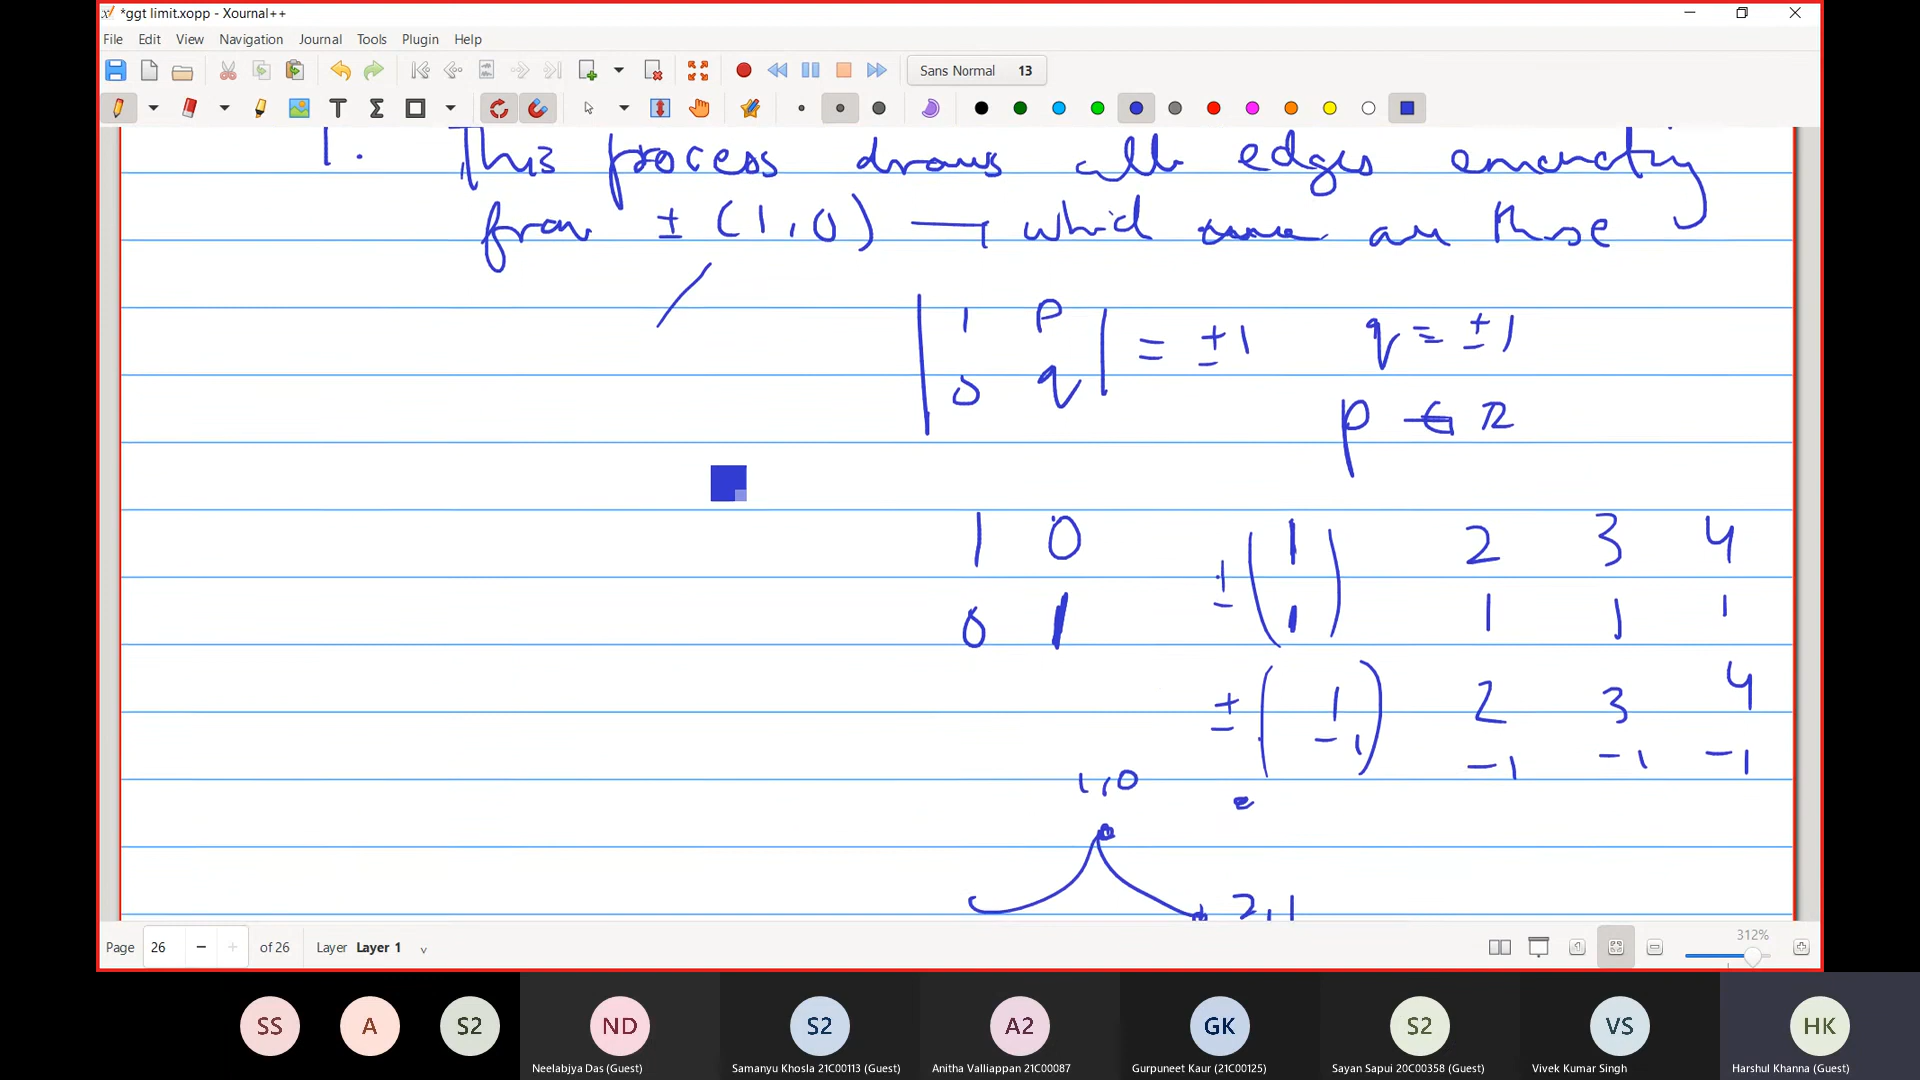 *ggt limit.xopp - Xournal++
File Edit View Navigation Journal Tools Plugin Help
Sans Normal 13
1. This process draws all edges emanating
from ± (1,0) — which are those
| 1 p | = ±1 q = ±1
| 0 q | p ∈ ℤ
1 0 ± ( 1 ) 2 3 4
0 1 ( 1 ) 1 1 1
± ( 1 ) 2 3 4
( -1 ) -1 -1 -1
1,0
2,1
Page 26 of 26 Layer Layer 1 312%
SS A S2 ND S2 A2 GK S2 VS HK
Neelabjya Das (Guest) Samanyu Khosla 21C00113 (Guest) Anitha Valliappan 21C00087 Gurpuneet Kaur (21C00125) Sayan Sapui 20C00358 (Guest) Vivek Kumar Singh Harshul Khanna (Guest)